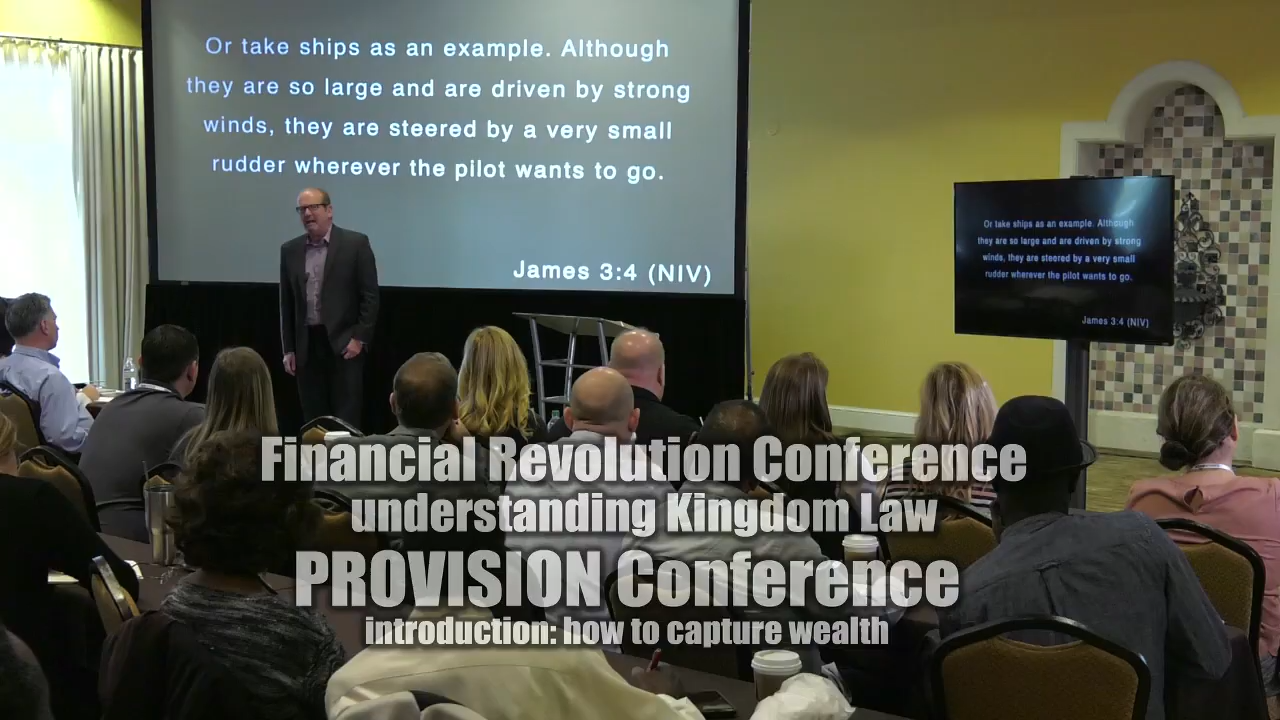 Or take ships as an example. Although
they are so large and are driven by strong
winds, they are steered by a very small
rudder wherever the pilot wants to go.
James 3:4 (NIV)
Or take ships as an example. Although
they are so large and are driven by strong
winds, they are steered by a very small
rudder wherever the pilot wants to go.
James 3:4 (NIV)
Financial Revolution Conference
understanding Kingdom Law
PROVISION Conference
introduction: how to capture wealth